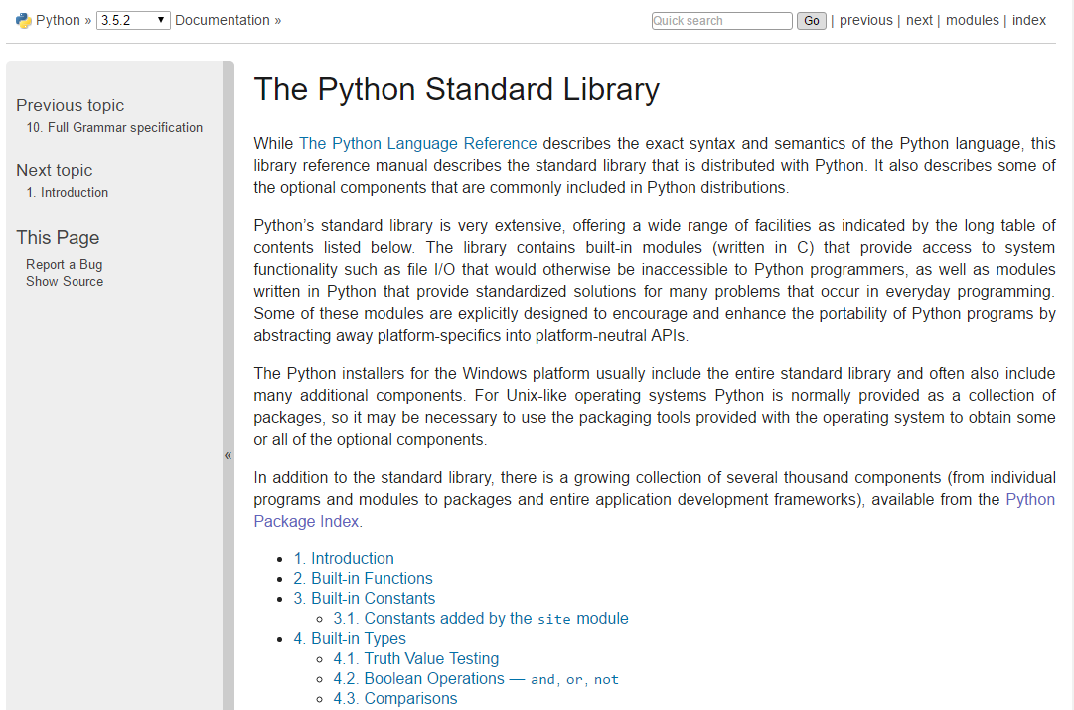 Python » 3.5.2 Documentation » Quick search Go | previous | next | modules | index
Previous topic
10. Full Grammar specification
Next topic
1. Introduction
This Page
Report a Bug
Show Source
«
The Python Standard Library
While The Python Language Reference describes the exact syntax and semantics of the Python language, this
library reference manual describes the standard library that is distributed with Python. It also describes some of
the optional components that are commonly included in Python distributions.
Python's standard library is very extensive, offering a wide range of facilities as indicated by the long table of
contents listed below. The library contains built-in modules (written in C) that provide access to system
functionality such as file I/O that would otherwise be inaccessible to Python programmers, as well as modules
written in Python that provide standardized solutions for many problems that occur in everyday programming.
Some of these modules are explicitly designed to encourage and enhance the portability of Python programs by
abstracting away platform-specifics into platform-neutral APIs.
The Python installers for the Windows platform usually include the entire standard library and often also include
many additional components. For Unix-like operating systems Python is normally provided as a collection of
packages, so it may be necessary to use the packaging tools provided with the operating system to obtain some
or all of the optional components.
In addition to the standard library, there is a growing collection of several thousand components (from individual
programs and modules to packages and entire application development frameworks), available from the Python
Package Index.
• 1. Introduction
• 2. Built-in Functions
• 3. Built-in Constants
◦ 3.1. Constants added by the site module
• 4. Built-in Types
◦ 4.1. Truth Value Testing
◦ 4.2. Boolean Operations — and, or, not
◦ 4.3. Comparisons